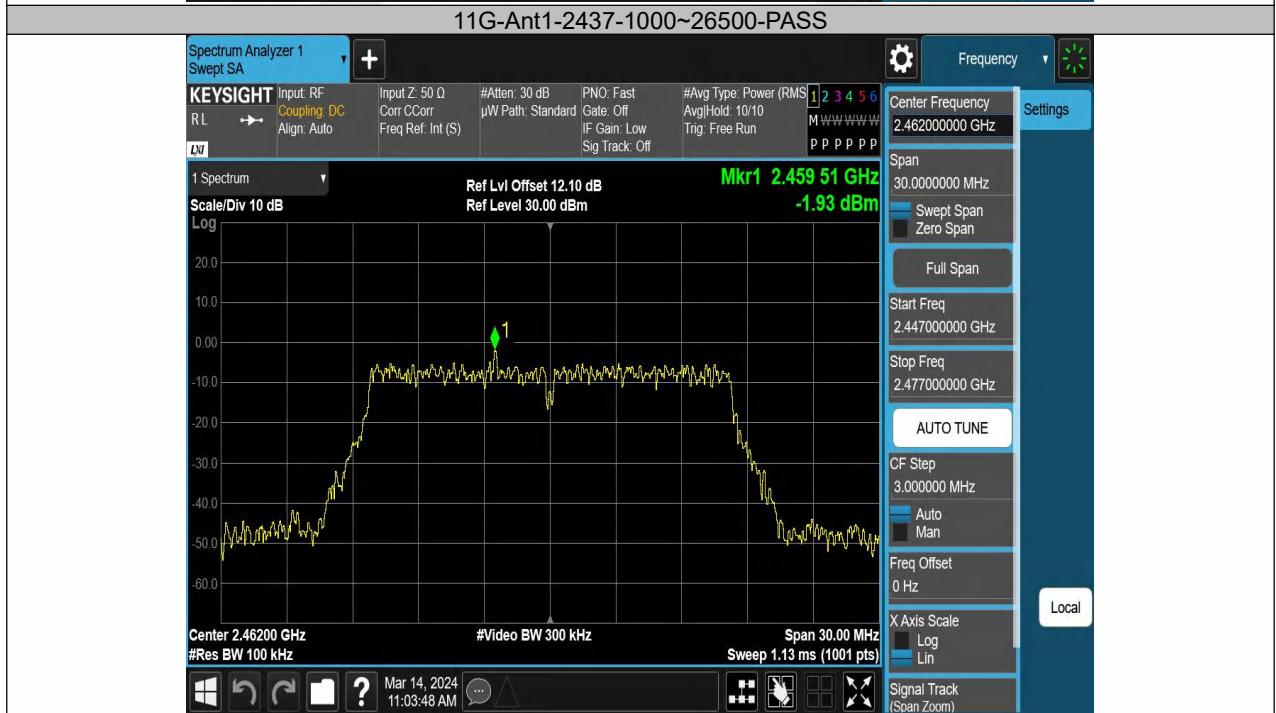 11G-Ant1-2437-1000~26500-PASS
Spectrum Analyzer 1
Swept SA
+
Frequency
KEYSIGHT
RL
LXI
Input: RF
Coupling: DC
Align: Auto
Input Z: 50 Ω
Corr CCorr
Freq Ref: Int (S)
#Atten: 30 dB
µW Path: Standard
PNO: Fast
Gate: Off
IF Gain: Low
Sig Track: Off
#Avg Type: Power (RMS
Avg|Hold: 10/10
Trig: Free Run
1 2 3 4 5 6
M W W W W W
P P P P P P
1 Spectrum
Scale/Div 10 dB
Log
Ref Lvl Offset 12.10 dB
Ref Level 30.00 dBm
Mkr1 2.459 51 GHz
-1.93 dBm
20.0
10.0
0.00
-10.0
-20.0
-30.0
-40.0
-50.0
-60.0
1
Center 2.46200 GHz
#Res BW 100 kHz
#Video BW 300 kHz
Span 30.00 MHz
Sweep 1.13 ms (1001 pts)
Center Frequency
2.462000000 GHz
Settings
Span
30.0000000 MHz
Swept Span
Zero Span
Full Span
Start Freq
2.447000000 GHz
Stop Freq
2.477000000 GHz
AUTO TUNE
CF Step
3.000000 MHz
Auto
Man
Freq Offset
0 Hz
X Axis Scale
Log
Lin
Local
Signal Track
(Span Zoom)
?
Mar 14, 2024
11:03:48 AM